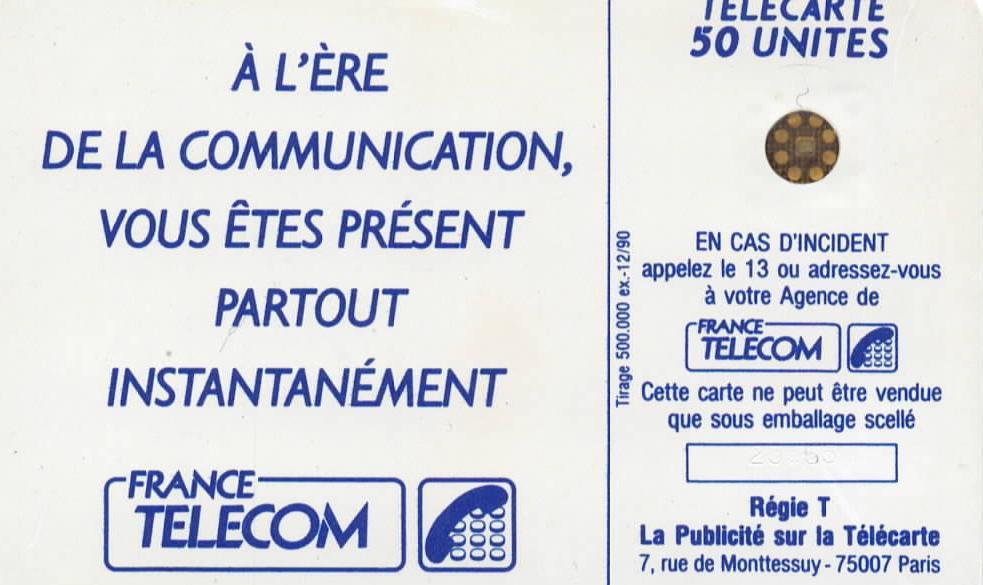 À L'ÈRE
DE LA COMMUNICATION,
VOUS ÊTES PRÉSENT
PARTOUT
INSTANTANÉMENT
FRANCE
TELECOM
TÉLÉCARTE
50 UNITES
Tirage 500.000 ex.-12/90
EN CAS D'INCIDENT
appelez le 13 ou adressez-vous
à votre Agence de
FRANCE
TELECOM
Cette carte ne peut être vendue
que sous emballage scellé
Régie T
La Publicité sur la Télécarte
7, rue de Monttessuy - 75007 Paris